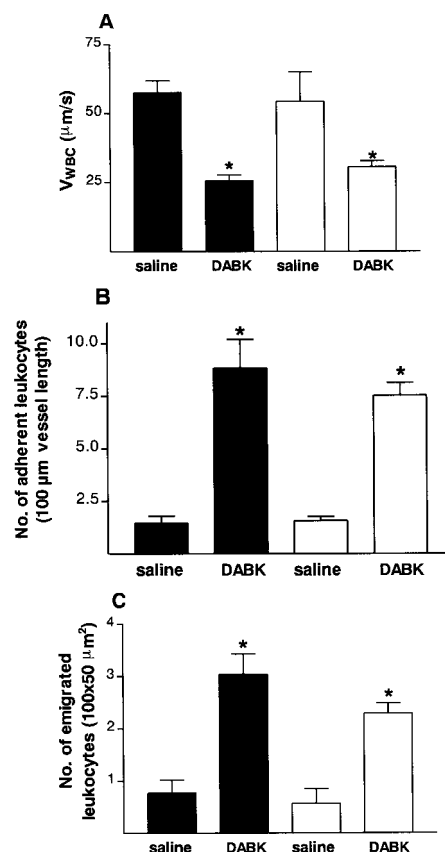 A
75
50
25
VWBC (µm/s)
*
*
saline DABK saline DABK
B
10.0
7.5
5.0
2.5
No. of adherent leukocytes
(100 µm vessel length)
*
*
saline DABK saline DABK
C
4
3
2
1
No. of emigrated
leukocytes (100x50 µm²)
*
*
saline DABK saline DABK